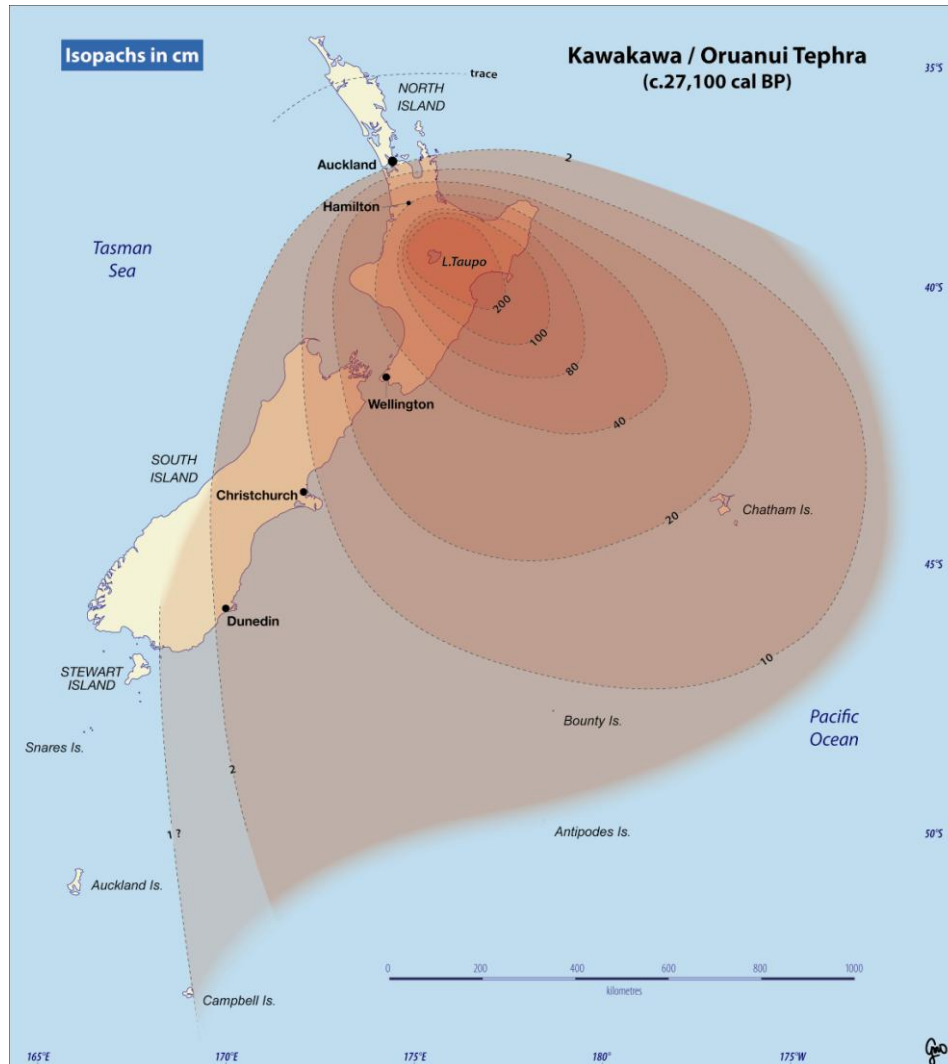 Isopachs in cm
Kawakawa / Oruanui Tephra
(c.27,100 cal BP)
35°S
trace
NORTH
ISLAND
2
Auckland
Hamilton
Tasman
Sea
L.Taupo
40°S
200
100
80
Wellington
40
SOUTH
ISLAND
Christchurch
Chatham Is.
20
45°S
Dunedin
STEWART
ISLAND
10
Bounty Is.
Pacific
Ocean
Snares Is.
2
1 ?
Antipodes Is.
50°S
Auckland Is.
0 200 400 600 800 1000
kilometres
Campbell Is.
165°E 170°E 175°E 180° 175°W